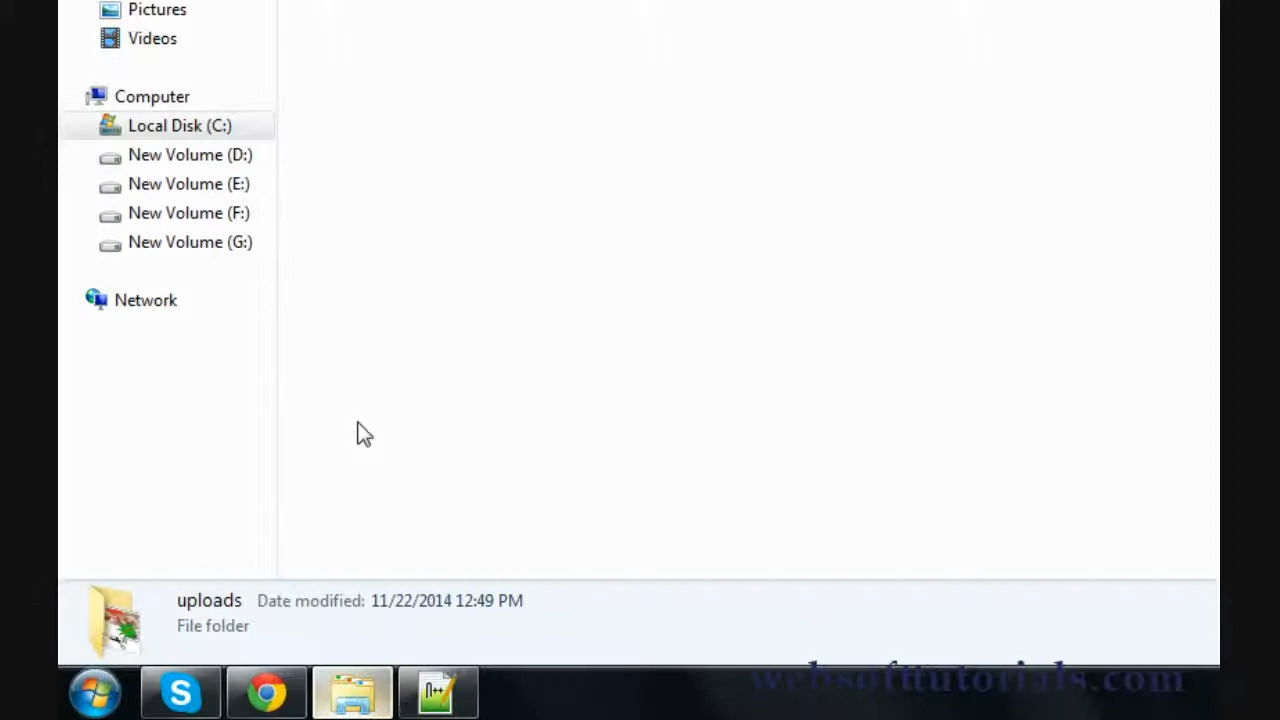 Pictures
Videos
Computer
Local Disk (C:)
New Volume (D:)
New Volume (E:)
New Volume (F:)
New Volume (G:)
Network
uploads Date modified: 11/22/2014 12:49 PM
File folder
websofttutorials.com